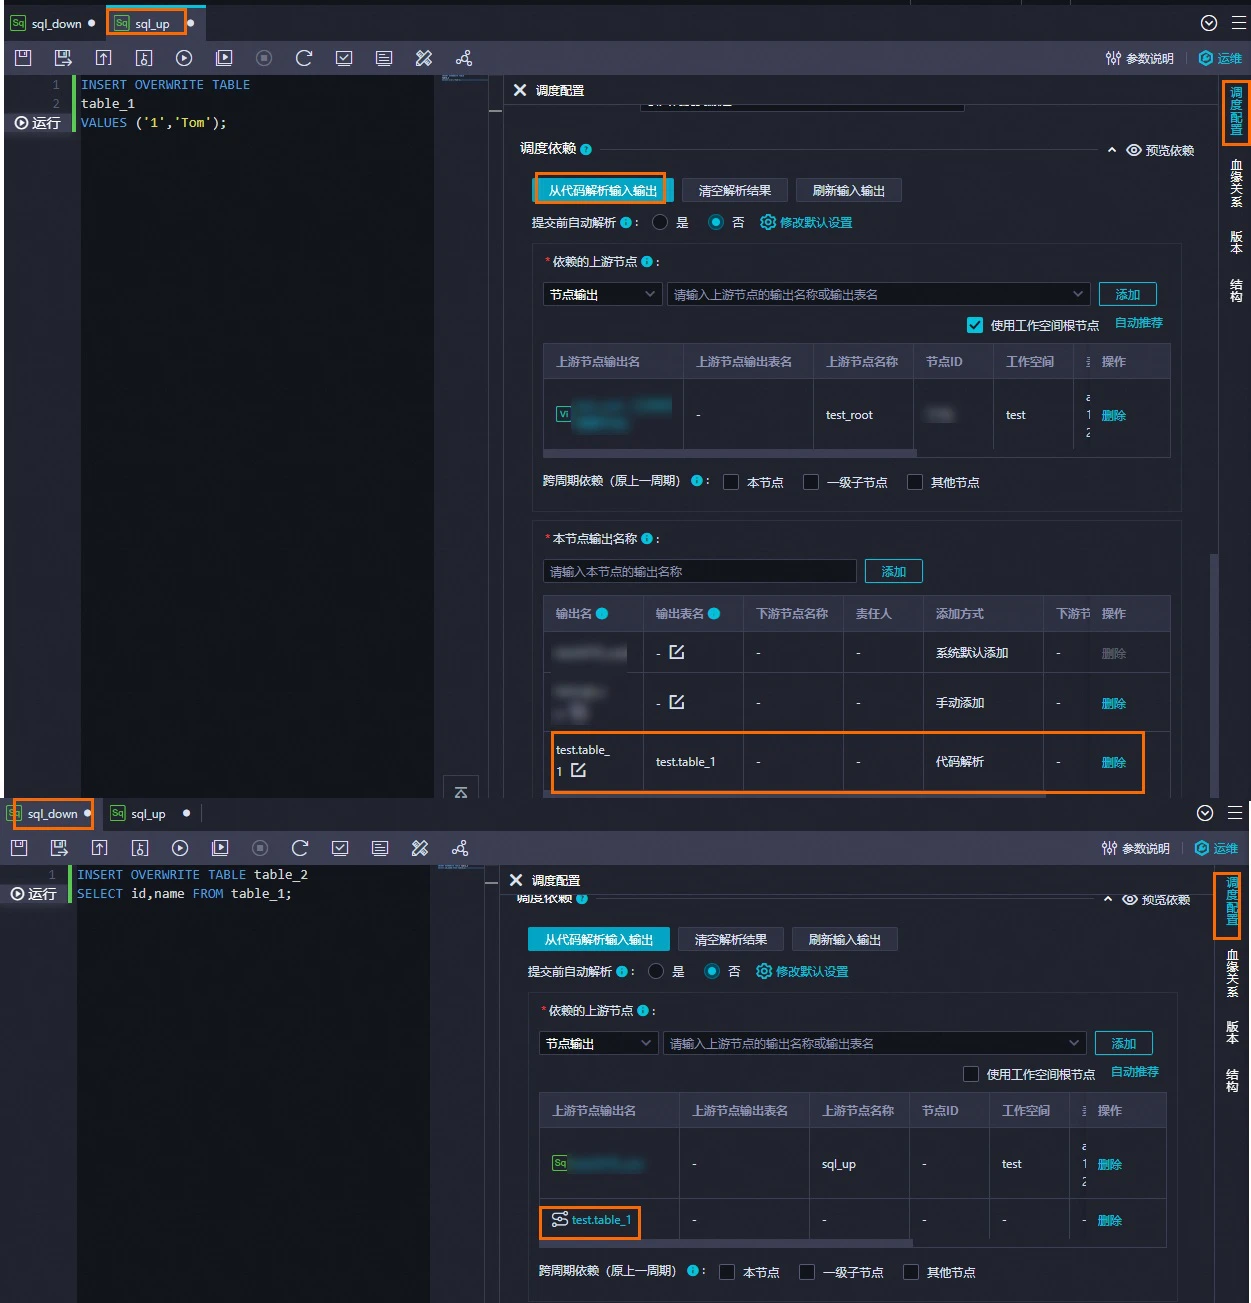 sql_down
sql_up
参数说明
运维
1 INSERT OVERWRITE TABLE
2 table_1
运行 VALUES ('1','Tom');
调度配置
调度配置
血缘关系
版本
结构
调度依赖
预览依赖
从代码解析输入输出 清空解析结果 刷新输入输出
提交前自动解析 : 是 否 修改默认设置
*依赖的上游节点 :
节点输出 请输入上游节点的输出名称或输出表名 添加
使用工作空间根节点 自动推荐
上游节点输出名 上游节点输出表名 上游节点名称 节点ID 工作空间 操作
Vi - test_root test 删除
跨周期依赖（原上一周期） : 本节点 一级子节点 其他节点
*本节点输出名称 :
请输入本节点的输出名称 添加
输出名 输出表名 下游节点名称 责任人 添加方式 下游节 操作
- - - 系统默认添加 - 删除
- - - 手动添加 - 删除
test.table_1 test.table_1 - - 代码解析 - 删除
Sq sql_down Sq sql_up
参数说明
运维
1 INSERT OVERWRITE TABLE table_2
运行 SELECT id,name FROM table_1;
调度配置
调度配置
血缘关系
版本
结构
调度依赖
预览依赖
从代码解析输入输出 清空解析结果 刷新输入输出
提交前自动解析 : 是 否 修改默认设置
*依赖的上游节点 :
节点输出 请输入上游节点的输出名称或输出表名 添加
使用工作空间根节点 自动推荐
上游节点输出名 上游节点输出表名 上游节点名称 节点ID 工作空间 操作
Sq - sql_up - test 删除
test.table_1 - - - - - 删除
跨周期依赖（原上一周期） : 本节点 一级子节点 其他节点